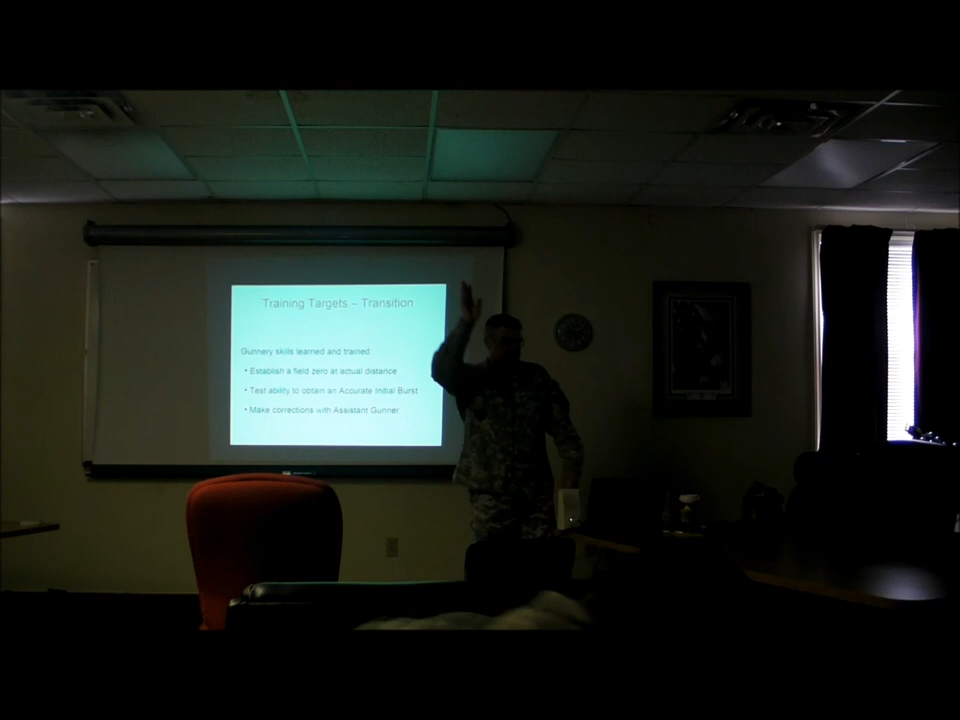 Training Targets – Transition
Gunnery skills learned and trained:
• Establish a field zero at actual distance
• Test ability to obtain an Accurate Initial Burst
• Make corrections with Assistant Gunner